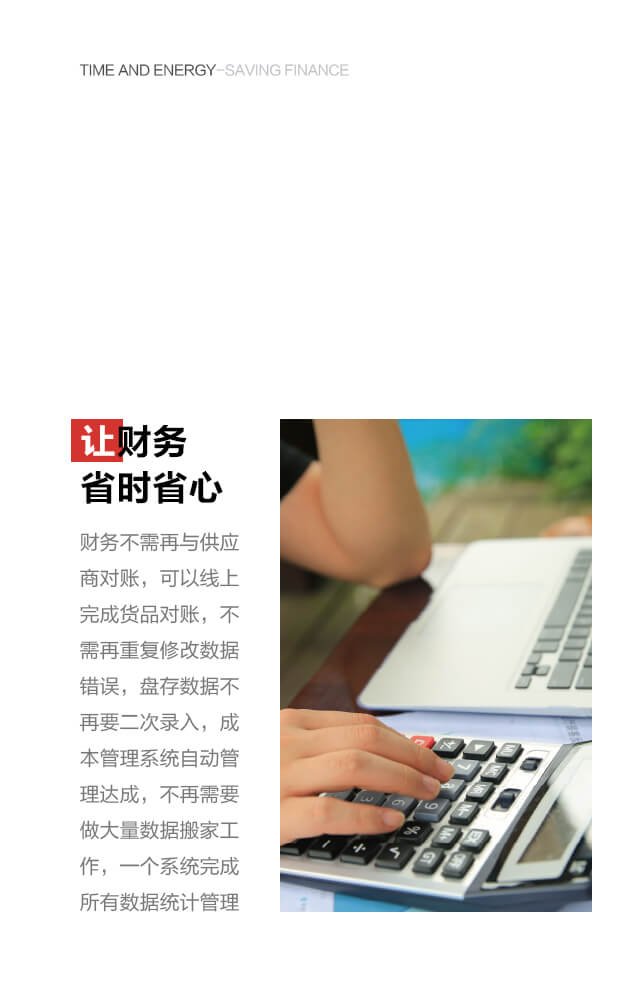 TIME AND ENERGY-SAVING FINANCE
让财务
省时省心
财务不需再与供应
商对账，可以线上
完成货品对账，不
需再重复修改数据
错误，盘存数据不
再要二次录入，成
本管理系统自动管
理达成，不再需要
做大量数据搬家工
作，一个系统完成
所有数据统计管理